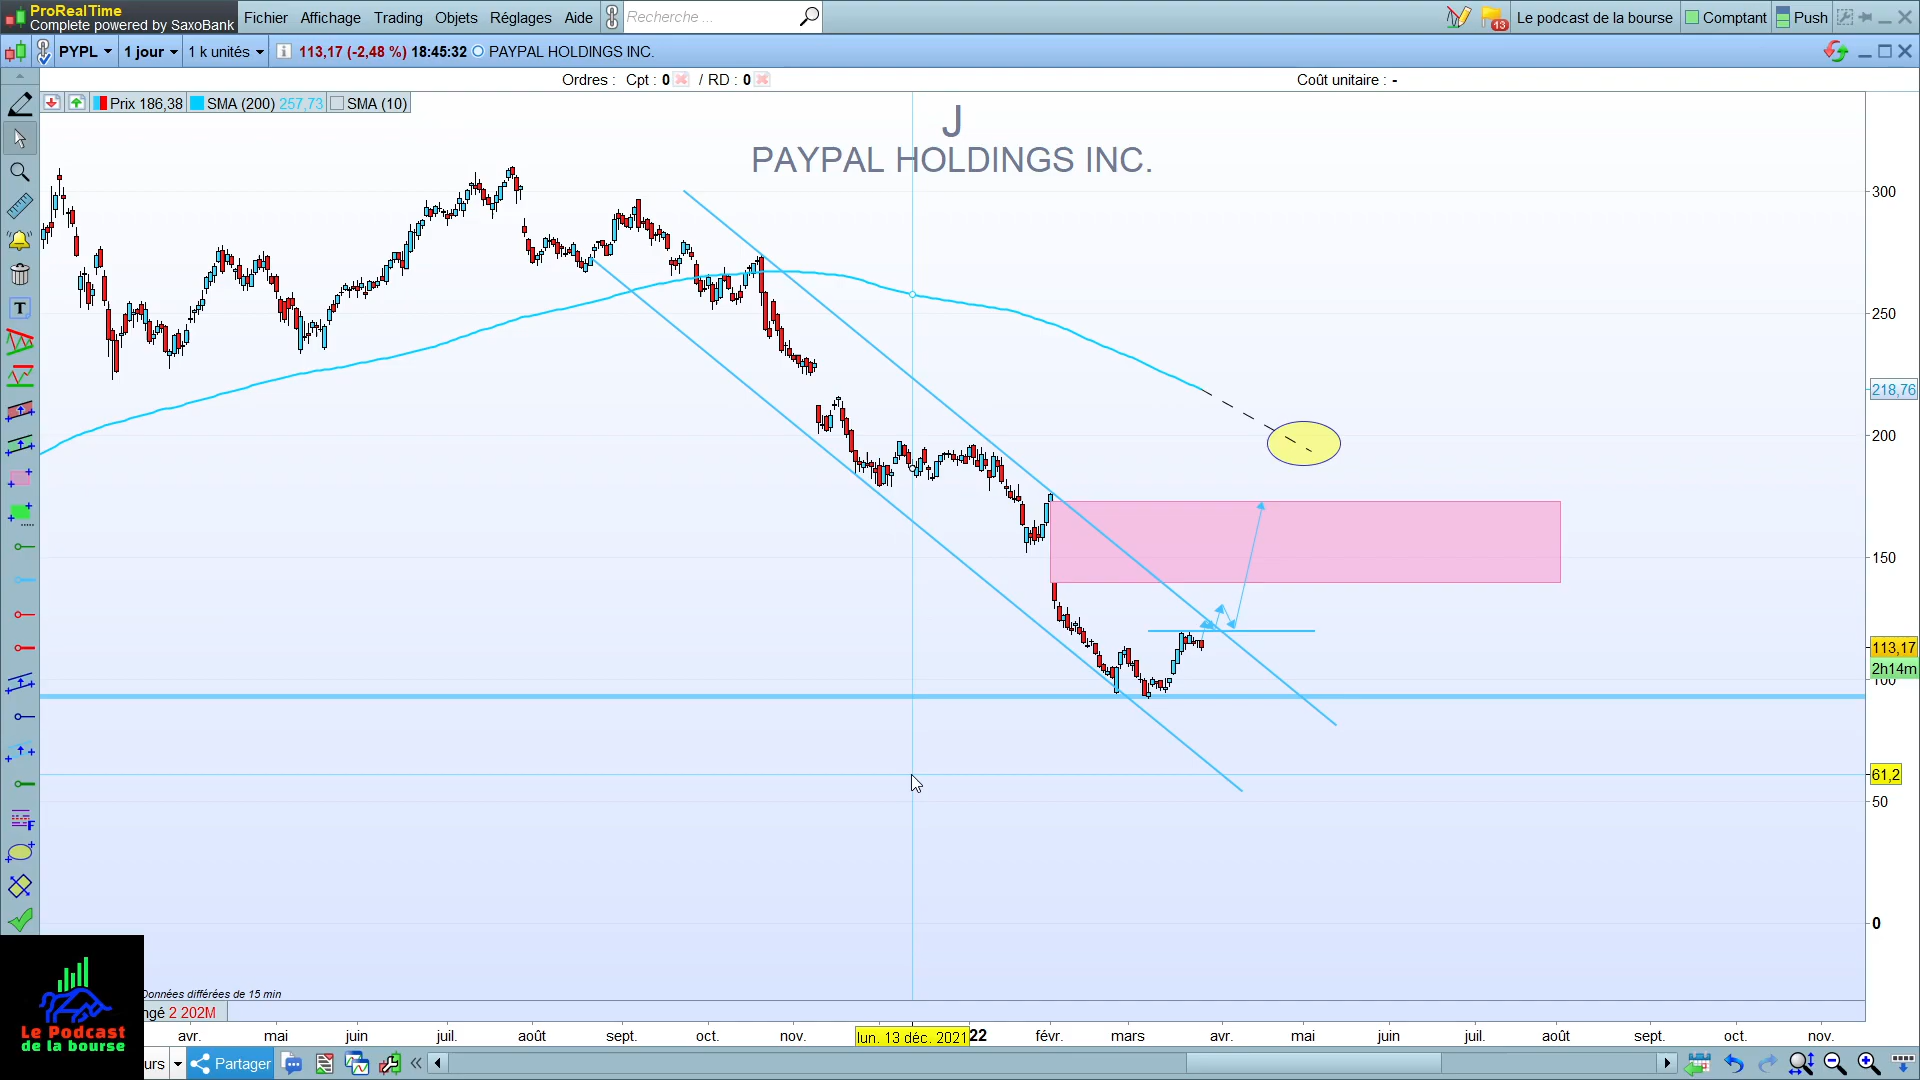 ProRealTime
Complete powered by SaxoBank
Fichier Affichage Trading Objets Réglages Aide
Recherche ...
13
Le podcast de la bourse
Comptant
Push
PYPL 1 jour 1 k unités
113,17 (-2,48 %) 18:45:32 PAYPAL HOLDINGS INC.
Ordres : Cpt : 0 / RD : 0
Coût unitaire : -
Prix 186,38 SMA (200) 257,73 SMA (10)
J
PAYPAL HOLDINGS INC.
300
250
218,76
200
150
113,17
2h14m
100
61,2
50
0
Données différées de 15 min
ngé 2 202M
Le Podcast
de la bourse
avr. mai juin juil. août sept. oct. nov. lun. 13 déc. 2021 22 févr. mars avr. mai juin juil. août sept. oct. nov.
urs
Partager